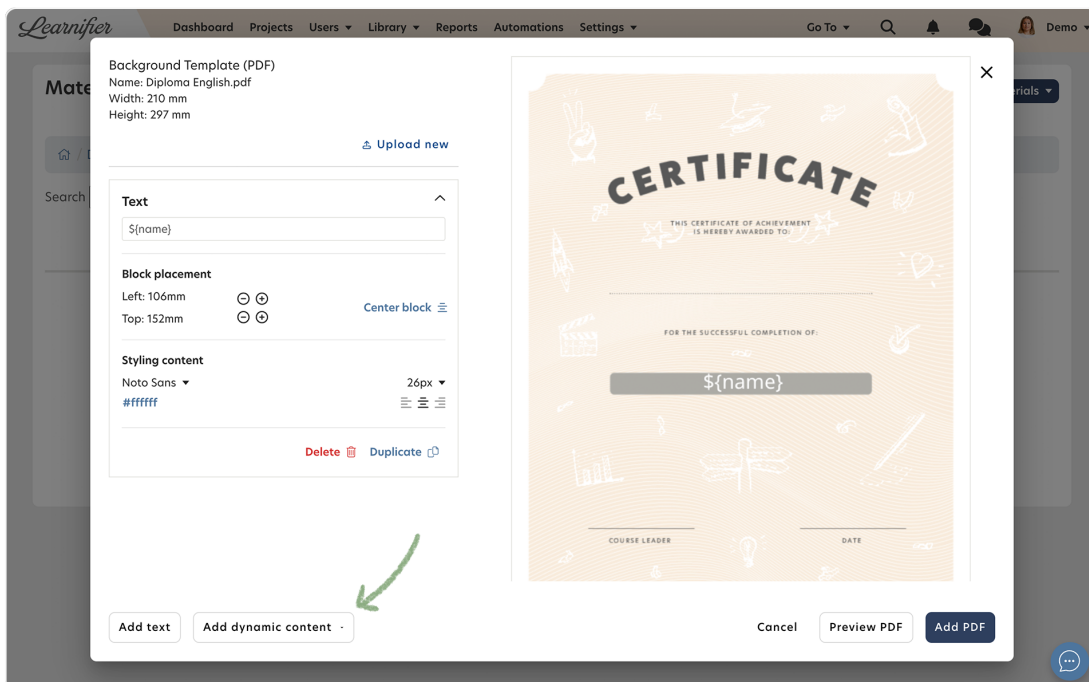 Learnifier
Dashboard Projects Users Library Reports Automations Settings Go To Demo
Background Template (PDF)
Name: Diploma English.pdf
Width: 210 mm
Height: 297 mm
Mate
rials
Upload new
Search
Text
${name}
Block placement
Left: 106mm
Center block
Top: 152mm
Styling content
Noto Sans 26px
#ffffff
Delete Duplicate
CERTIFICATE
THIS CERTIFICATE OF ACHIEVEMENT
IS HEREBY AWARDED TO:
FOR THE SUCCESSFUL COMPLETION OF:
${name}
COURSE LEADER DATE
Add text Add dynamic content - Cancel Preview PDF Add PDF